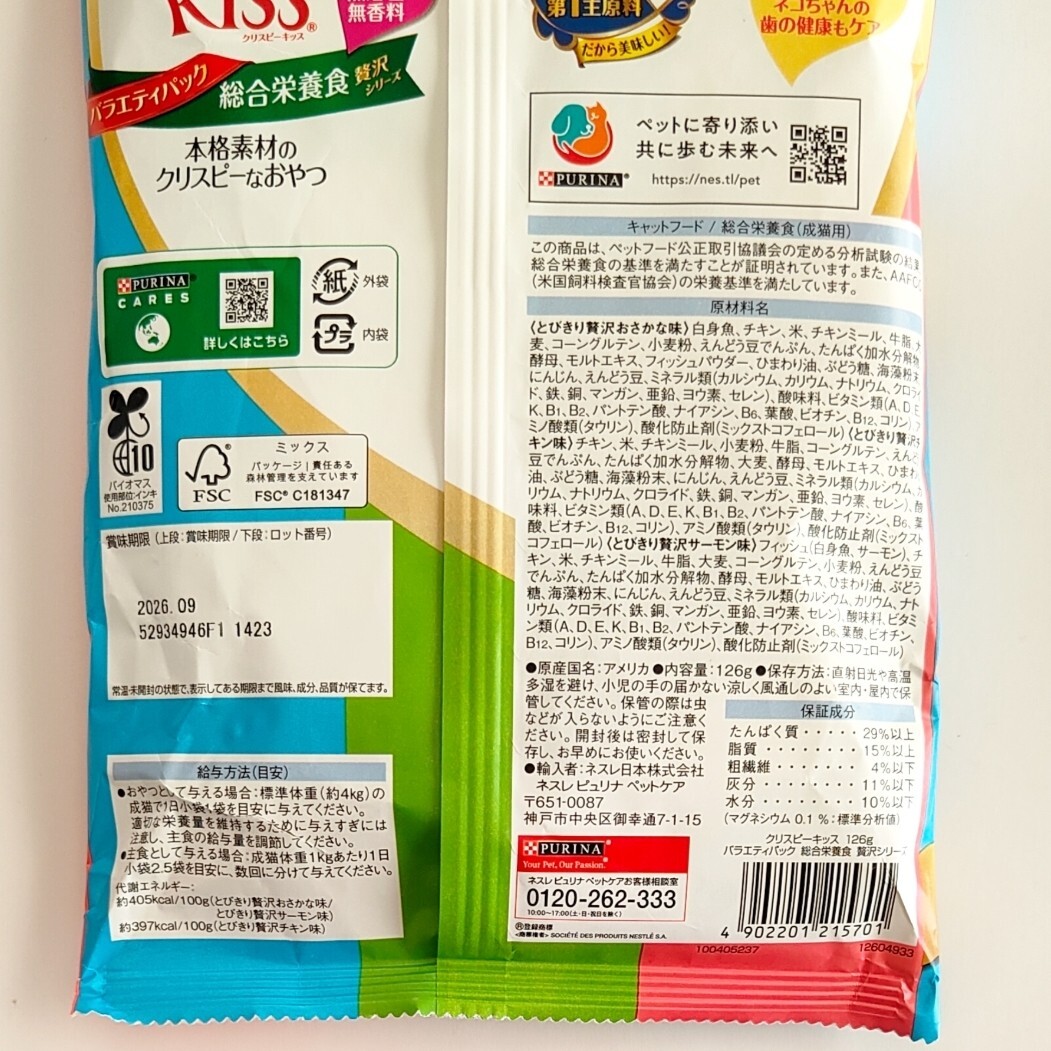 KISS®
クリスピーキッス
無香料
バラエティパック
総合栄養食
贅沢
シリーズ
本格素材の
クリスピーなおやつ
PURINA
CARES
詳しくはこちら
紙 外袋
プラ 内袋
10
バイオマス
使用部位:インキ
No.210375
FSC®
ミックス
パッケージ|責任ある
森林管理を支えています
FSC® C181347
賞味期限 (上段:賞味期限/下段:ロット番号)
2026.09
52934946F1 1423
常温・未開封の状態で、表示してある期限まで風味、成分、品質が保てます。
給与方法(目安)
●おやつとして与える場合:標準体重(約4kg)の
成猫で1日小袋1袋を目安に与えてください。
適切な栄養量を維持するために与えすぎには
注意し、主食の給与量を調節してください。
●主食として与える場合:成猫体重1kgあたり1日
小袋2.5袋を目安に、数回に分けて与えてください。
代謝エネルギー:
約405kcal/100g(とびきり贅沢おさかな味/
とびきり贅沢サーモン味)
約397kcal/100g(とびきり贅沢チキン味)
第1主原料
だから美味しい!
ネコちゃんの
歯の健康もケア
ペットに寄り添い
共に歩む未来へ
PURINA®
https://nes.tl/pet
キャットフード / 総合栄養食(成猫用)
この商品は、ペットフード公正取引協議会の定める分析試験の結果
総合栄養食の基準を満たすことが証明されています。また、AAFCO
(米国飼料検査官協会)の栄養基準を満たしています。
原材料名
〈とびきり贅沢おさかな味〉白身魚、チキン、米、チキンミール、牛脂、大
麦、コーングルテン、小麦粉、えんどう豆でんぷん、たんぱく加水分解物、
酵母、モルトエキス、フィッシュパウダー、ひまわり油、ぶどう糖、海藻粉末、
にんじん、えんどう豆、ミネラル類(カルシウム、カリウム、ナトリウム、クロライ
ド、鉄、銅、マンガン、亜鉛、ヨウ素、セレン)、酸味料、ビタミン類(A、D、E、
K、B1、B2、パントテン酸、ナイアシン、B6、葉酸、ビオチン、B12、コリン)、ア
ミノ酸類(タウリン)、酸化防止剤(ミックストコフェロール)〈とびきり贅沢チ
キン味〉チキン、米、チキンミール、小麦粉、牛脂、コーングルテン、えんどう
豆でんぷん、たんぱく加水分解物、大麦、酵母、モルトエキス、ひまわり
油、ぶどう糖、海藻粉末、にんじん、えんどう豆、ミネラル類(カルシウム、カ
リウム、ナトリウム、クロライド、鉄、銅、マンガン、亜鉛、ヨウ素、セレン)、酸
味料、ビタミン類(A、D、E、K、B1、B2、パントテン酸、ナイアシン、B6、葉
酸、ビオチン、B12、コリン)、アミノ酸類(タウリン)、酸化防止剤(ミックスト
コフェロール)〈とびきり贅沢サーモン味〉フィッシュ(白身魚、サーモン)、チ
キン、米、チキンミール、牛脂、大麦、コーングルテン、小麦粉、えんどう豆
でんぷん、たんぱく加水分解物、酵母、モルトエキス、ひまわり油、ぶどう
糖、海藻粉末、にんじん、えんどう豆、ミネラル類(カルシウム、カリウム、ナト
リウム、クロライド、鉄、銅、マンガン、亜鉛、ヨウ素、セレン)、酸味料、ビタミ
ン類(A、D、E、K、B1、B2、パントテン酸、ナイアシン、B6、葉酸、ビオチン、
B12、コリン)、アミノ酸類(タウリン)、酸化防止剤(ミックストコフェロール)
●原産国名:アメリカ●内容量:126g●保存方法:直射日光や高温
多湿を避け、小児の手の届かない涼しく風通しのよい室内・屋内で保
管してください。保管の際は虫
などが入らないようにご注意くだ
さい。開封後は密封して保
存し、お早めにお使いください。
●輸入者:ネスレ日本株式会社
ネスレ ピュリナ ペットケア
〒651-0087
神戸市中央区御幸通7-1-15
保証成分
たんぱく質・・・・・29%以上
脂質・・・・・・・・15%以上
粗繊維・・・・・・・4%以下
灰分・・・・・・・・11%以下
水分・・・・・・・・10%以下
(マグネシウム 0.1%:標準分析値)
PURINA®
Your Pet, Our Passion.
ネスレ ピュリナ ペットケアお客様相談室
0120-262-333
10:00~17:00(土・日・祝日を除く)
Ⓡ登録商標
<商標権者> SOCIÉTÉ DES PRODUITS NESTLÉ S.A.
クリスピーキッス 126g
バラエティパック 総合栄養食 贅沢シリーズ
4 902201 215701
100405237
12604933